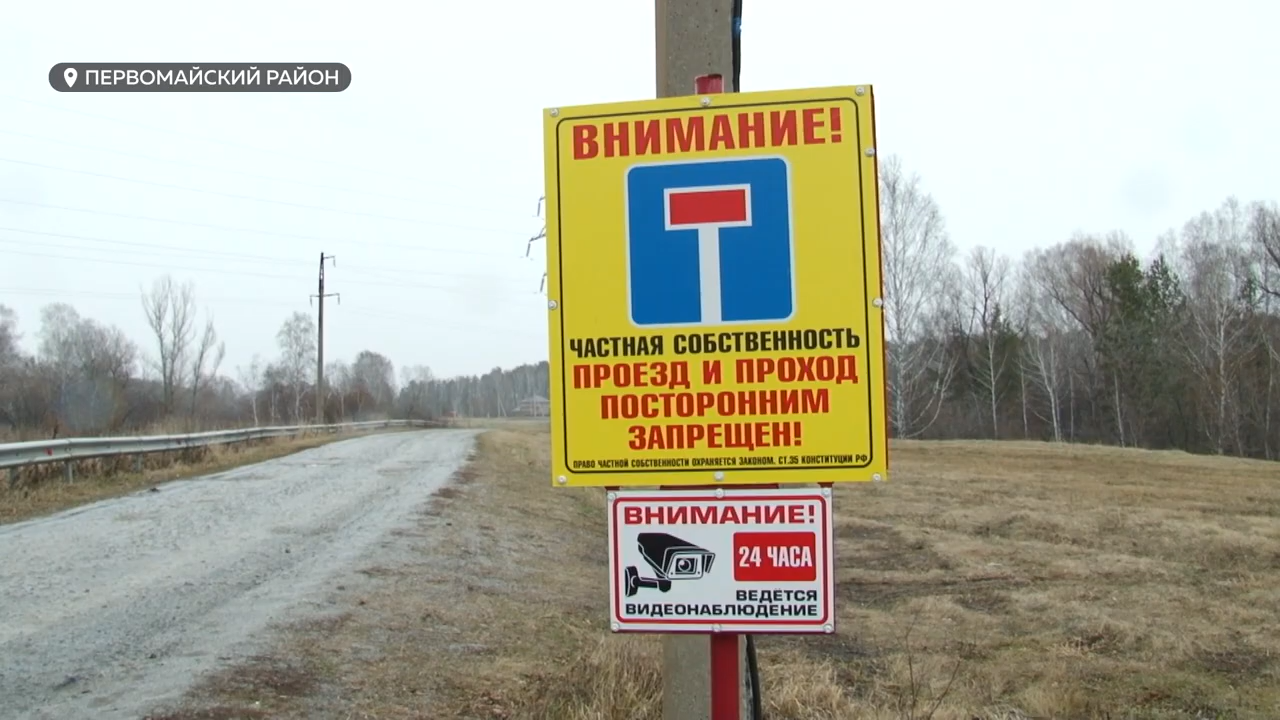 ПЕРВОМАЙСКИЙ РАЙОН
ВНИМАНИЕ!
ЧАСТНАЯ СОБСТВЕННОСТЬ
ПРОЕЗД И ПРОХОД
ПОСТОРОННИМ
ЗАПРЕЩЕН!
ПРАВО ЧАСТНОЙ СОБСТВЕННОСТИ ОХРАНЯЕТСЯ ЗАКОНОМ. СТ.35 КОНСТИТУЦИИ РФ
ВНИМАНИЕ!
24 ЧАСА
ВЕДЕТСЯ
ВИДЕОНАБЛЮДЕНИЕ